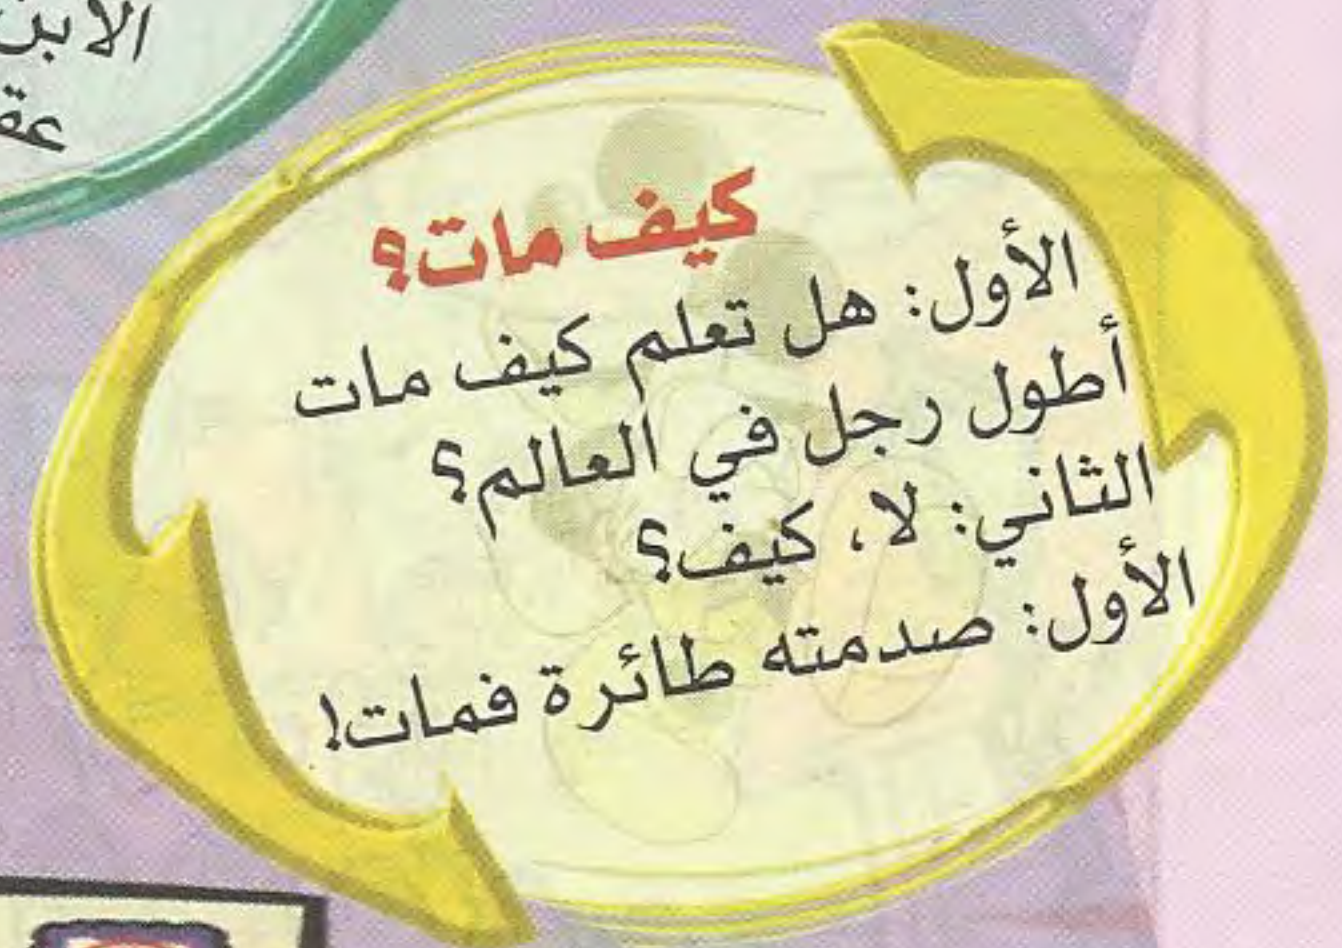 كيف مات؟
الأول: هل تعلم كيف مات
أطول رجل في العالم؟
الثاني: لا، كيف؟
الأول: صدمته طائرة فمات!